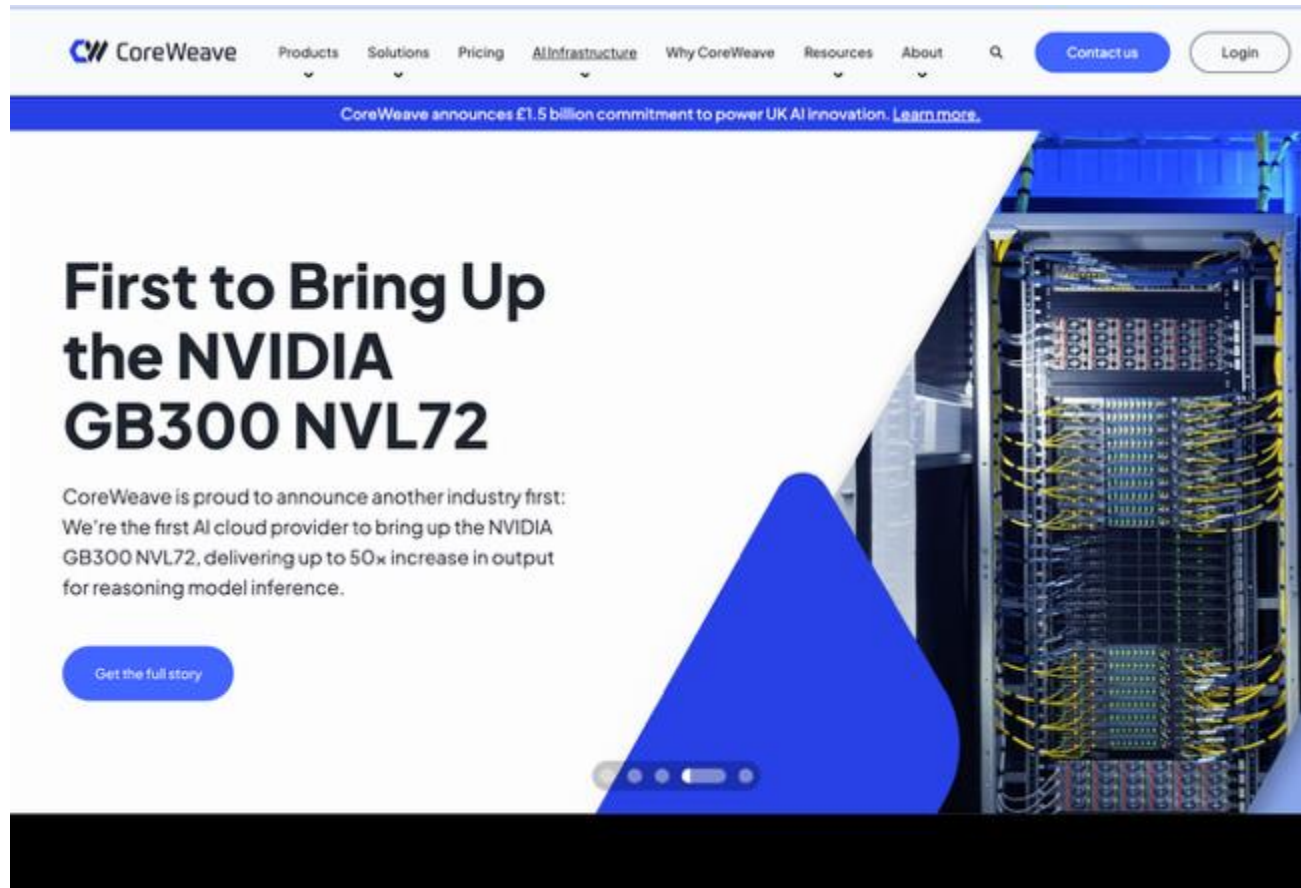 CoreWeave
Products
Solutions
Pricing
AI Infrastructure
Why CoreWeave
Resources
About
Contact us
Login
CoreWeave announces £1.5 billion commitment to power UK AI innovation. Learn more.
First to Bring Up
the NVIDIA
GB300 NVL72
CoreWeave is proud to announce another industry first:
We're the first AI cloud provider to bring up the NVIDIA
GB300 NVL72, delivering up to 50x increase in output
for reasoning model inference.
Get the full story